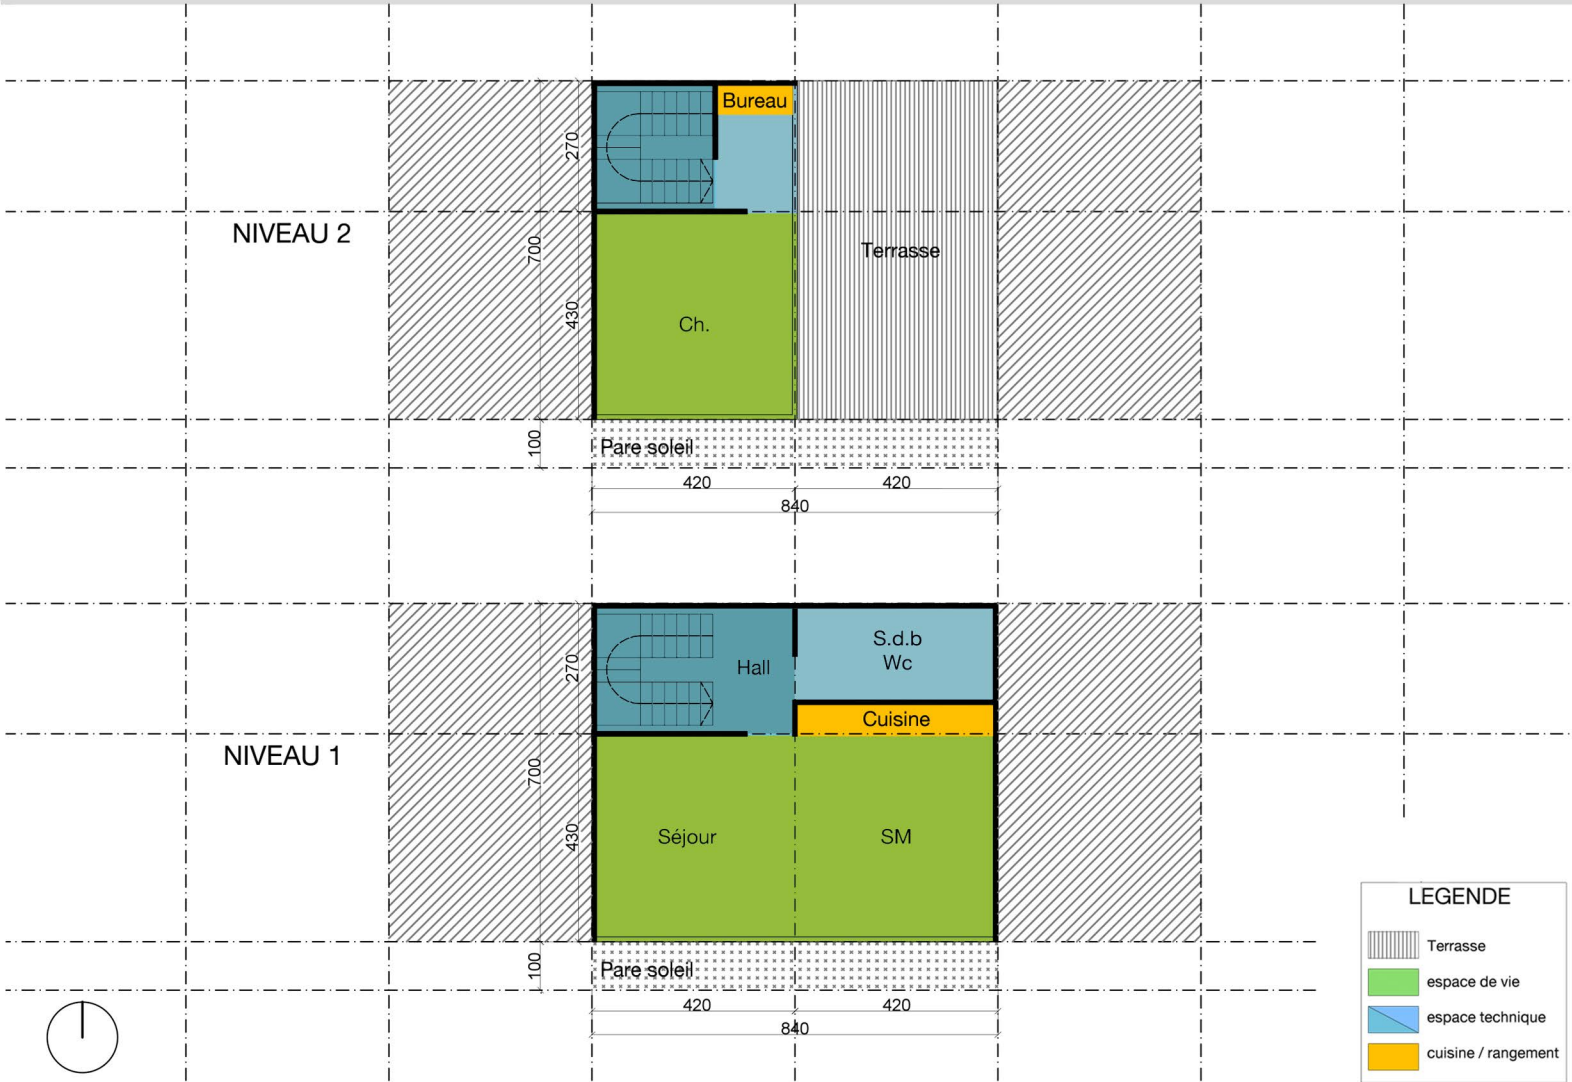 Bureau
270
NIVEAU 2
700
Terrasse
430
Ch.
100
Pare soleil
420
420
840
S.d.b
Wc
270
Hall
Cuisine
NIVEAU 1
700
430
Séjour
SM
100
Pare soleil
420
420
840
LEGENDE
Terrasse
espace de vie
espace technique
cuisine / rangement